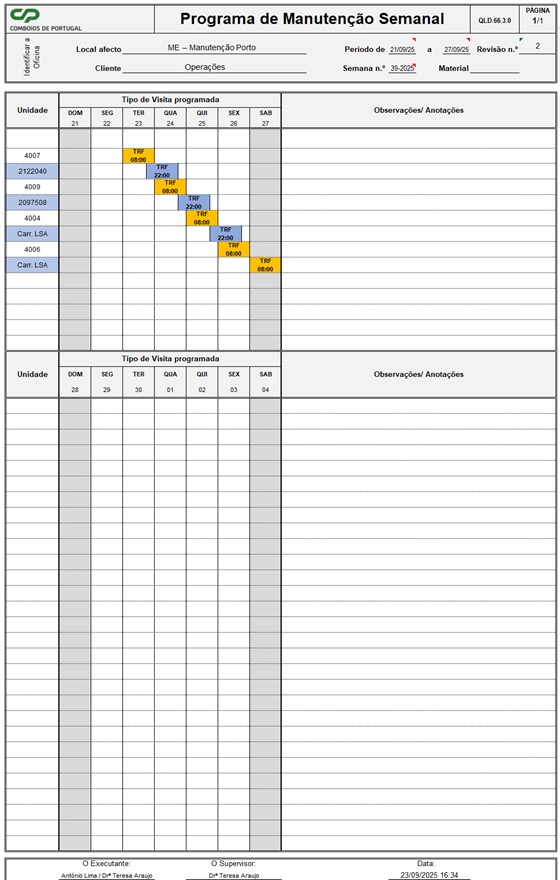 CP
COMBÓIOS DE PORTUGAL
Programa de Manutenção Semanal
QLD.66.3.0
PÁGINA
1/1
Identificar a
Oficina
Local afecto ME – Manutenção Porto
Período de 21/09/25 a 27/09/25 Revisão n.º 2
Cliente Operações
Semana n.º 39-2025 Material
Unidade
Tipo de Visita programada
Observações/ Anotações
DOM SEG TER QUA QUI SEX SAB
21 22 23 24 25 26 27
4007 TRF 08:00
2122040 TRF 22:00
4009 TRF 08:00
2097508 TRF 22:00
4004 TRF 08:00
Carr. LSA TRF 22:00
4006 TRF 08:00
Carr. LSA TRF 08:00
Unidade
Tipo de Visita programada
Observações/ Anotações
DOM SEG TER QUA QUI SEX SAB
28 29 30 01 02 03 04
O Executante: O Supervisor: Data:
António Lima / Drª Teresa Araujo Drª Teresa Araujo 23/09/2025 16:34